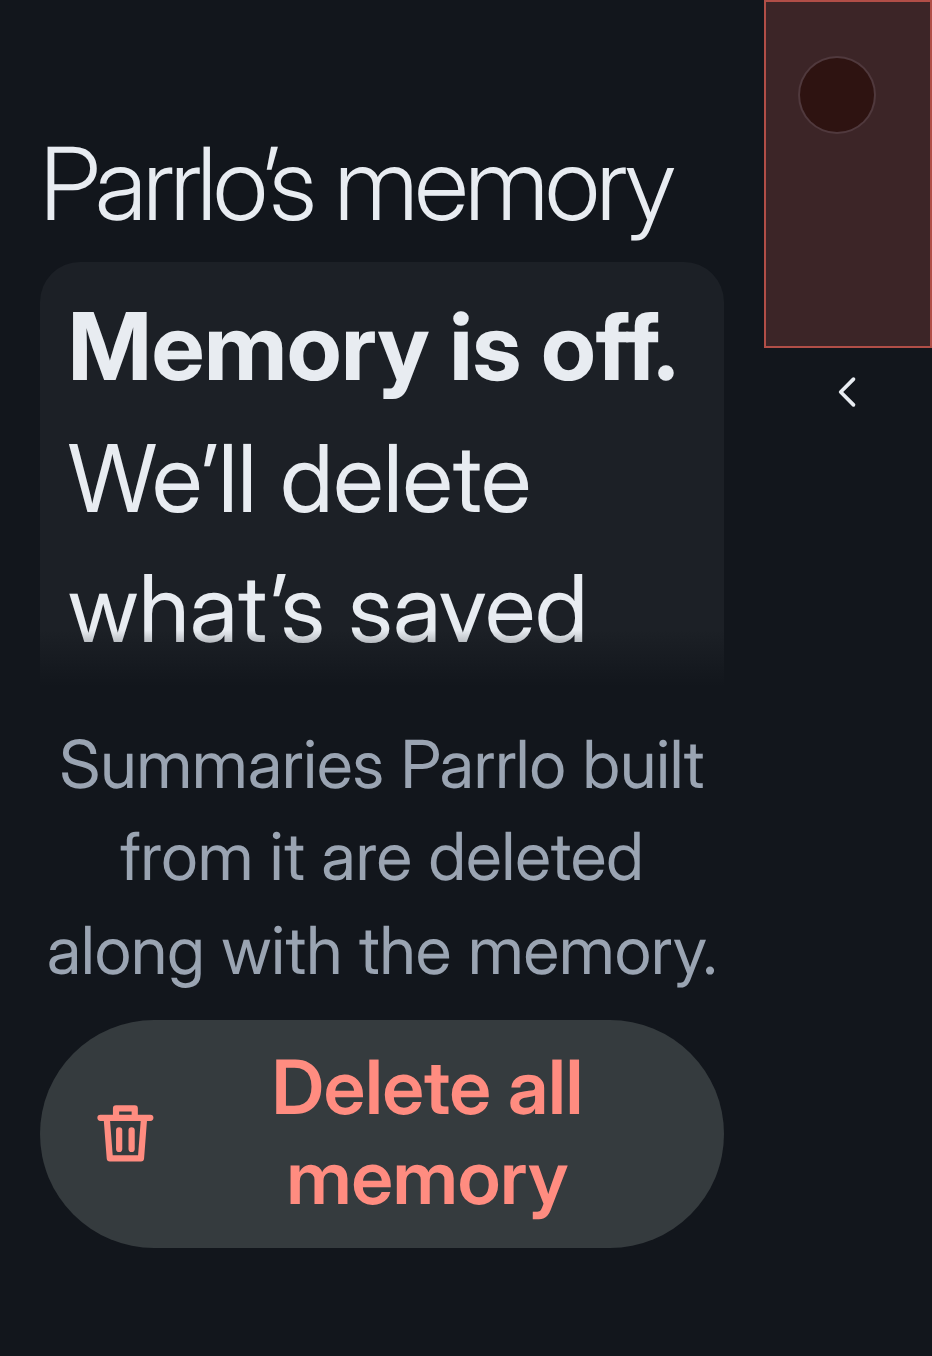 Parrlo’s memory
Memory is off.
We’ll delete
what’s saved
Summaries Parrlo built
from it are deleted
along with the memory.
Delete all
memory